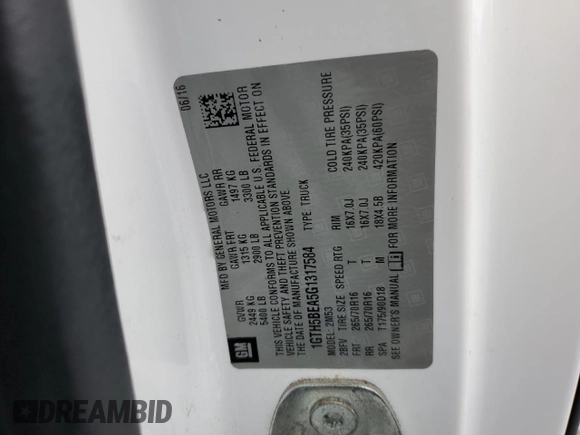 MFD BY GENERAL MOTORS LLC
06/16
GVWR GAWR FRT GAWR RR
2449 KG 1315 KG 1497 KG
5400 LB 2900 LB 3300 LB
THIS VEHICLE CONFORMS TO ALL APPLICABLE U.S. FEDERAL MOTOR
VEHICLE SAFETY AND THEFT PREVENTION STANDARDS IN EFFECT ON
THE DATE OF MANUFACTURE SHOWN ABOVE
1GTH5BEA5G1317584 TYPE: TRUCK
MODEL: 2M53
2BFV TIRE SIZE SPEED RTG RIM COLD TIRE PRESSURE
FRT 265/70R16 T 16X7.0J 240KPA(35PSI)
RR 265/70R16 T 16X7.0J 240KPA(35PSI)
SPA T175/90D18 M 18X4.5B 420KPA(60PSI)
SEE OWNER'S MANUAL FOR MORE INFORMATION
GM
DREAMBID